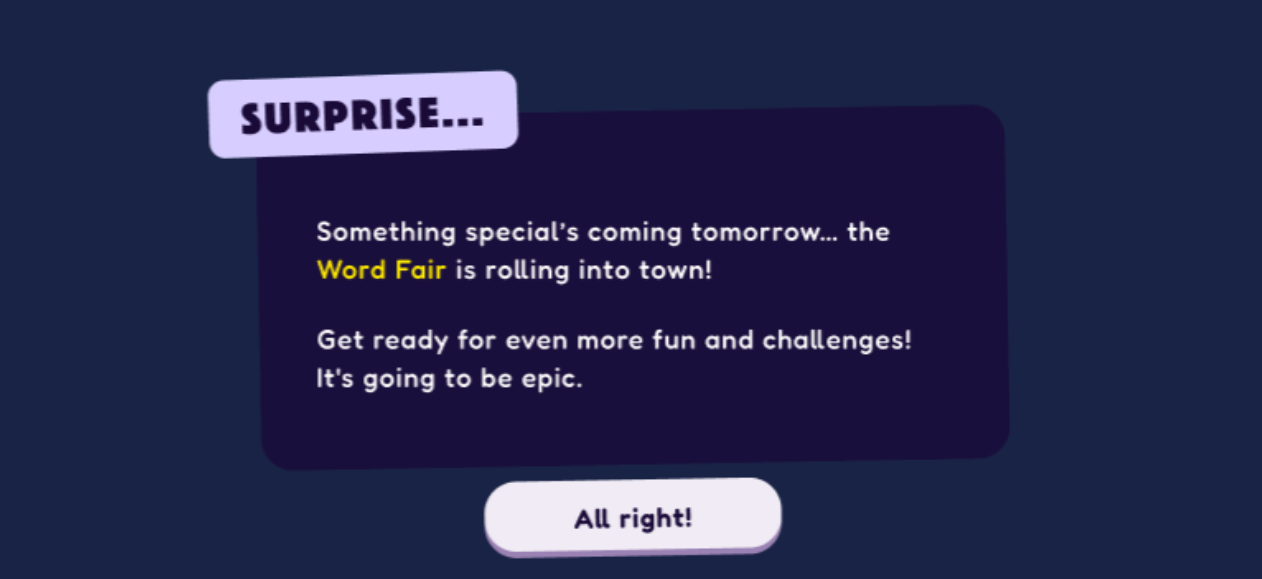 SURPRISE...
Something special's coming tomorrow... the
Word Fair is rolling into town!
Get ready for even more fun and challenges!
It's going to be epic.
All right!